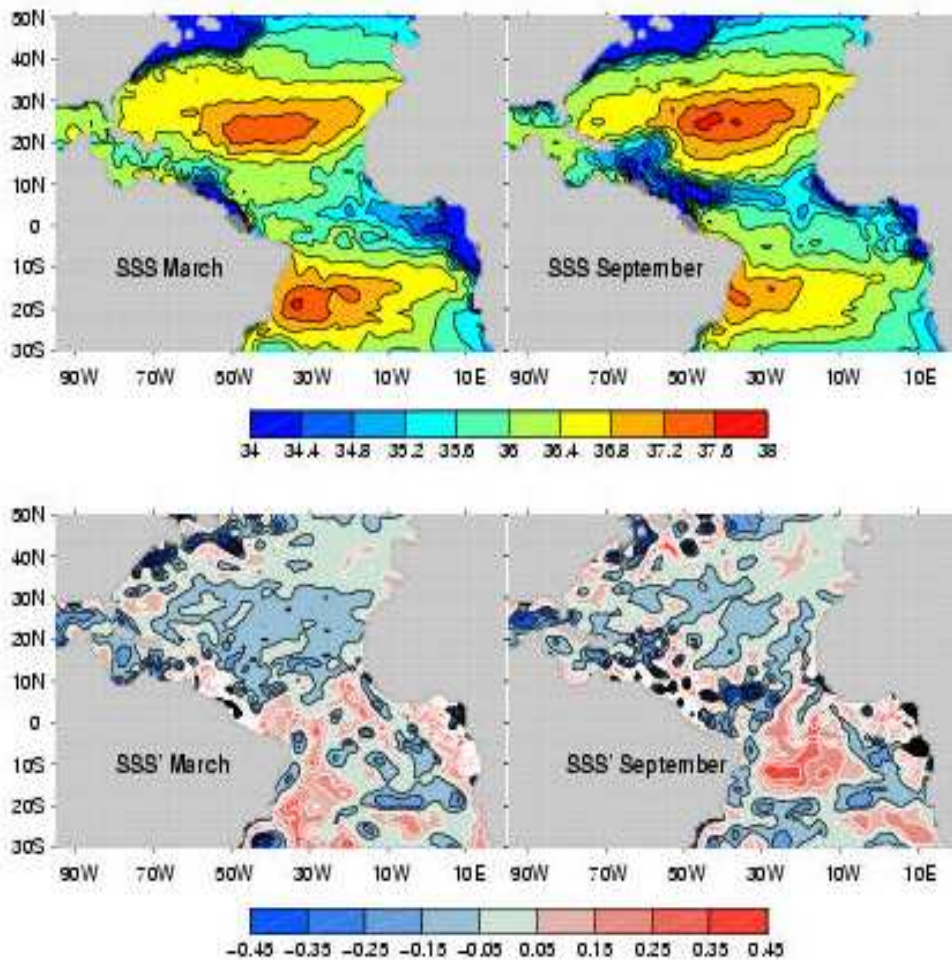 50N
40N
30N
20N
10N
0
10S
20S
30S
SSS March
SSS September
90W 70W 50W 30W 10W 10E 90W 70W 50W 30W 10W 10E
34 34.4 34.8 35.2 35.6 36 36.4 36.8 37.2 37.6 38
50N
40N
30N
20N
10N
0
10S
20S
30S
SSS' March
SSS' September
90W 70W 50W 30W 10W 10E 90W 70W 50W 30W 10W 10E
-0.45 -0.35 -0.25 -0.15 -0.05 0.05 0.15 0.25 0.35 0.45